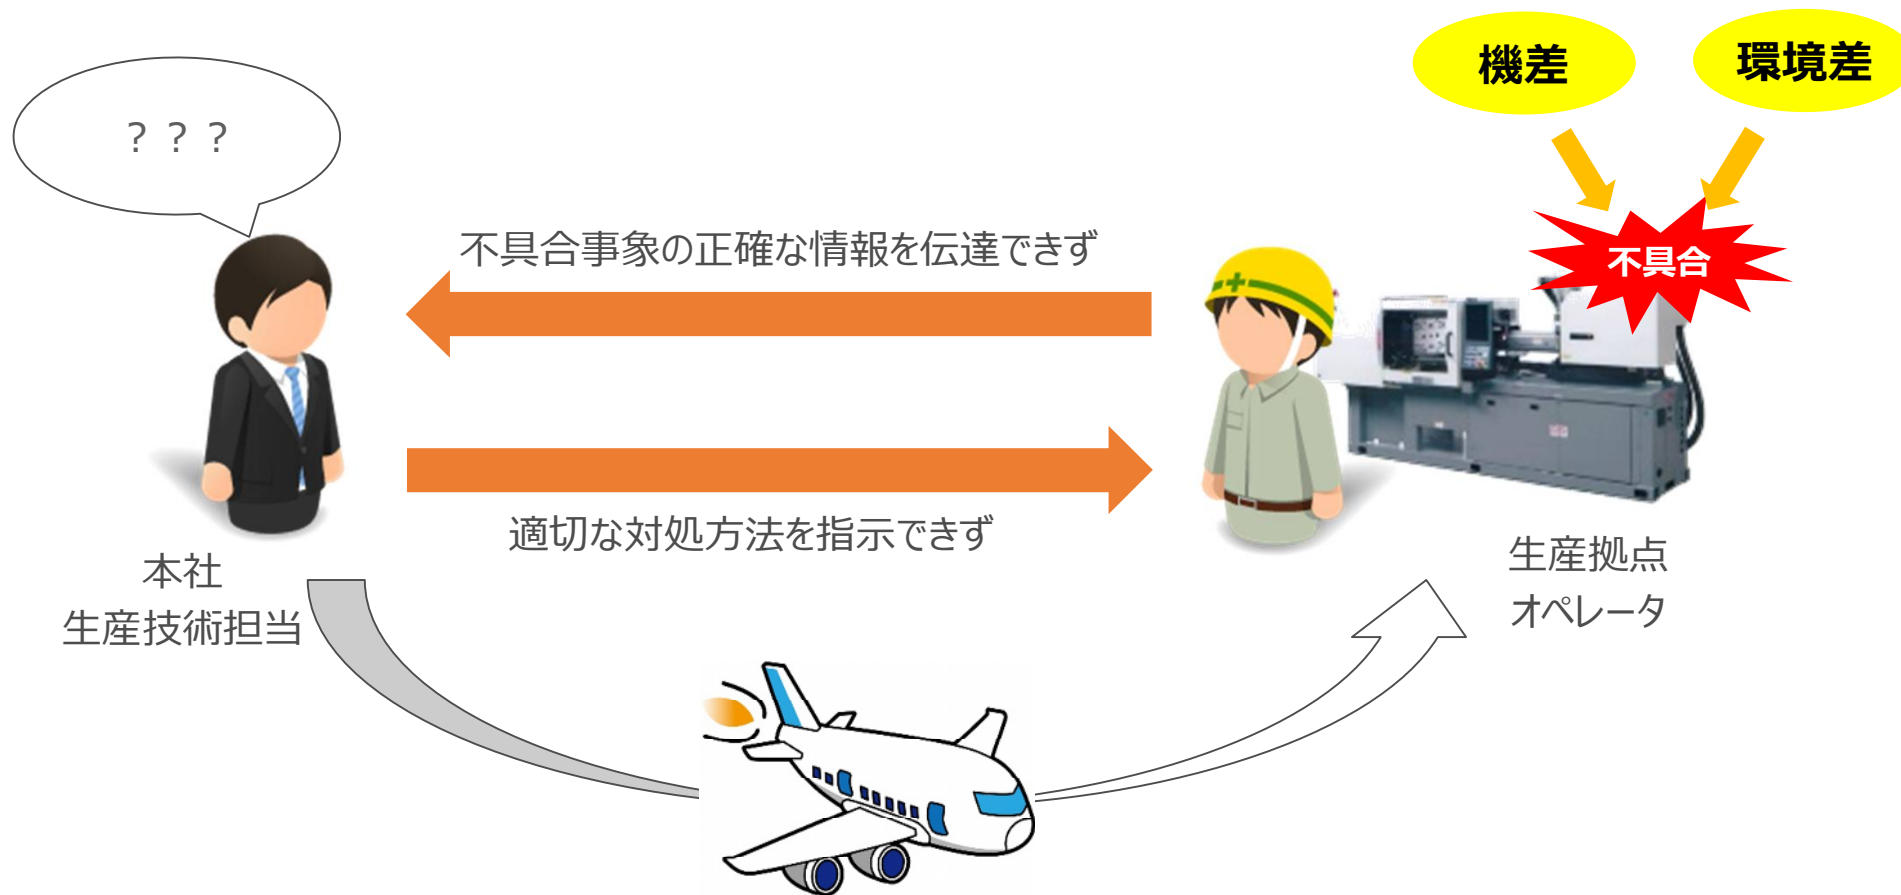 機差
環境差
？？？
不具合事象の正確な情報を伝達できず
不具合
適切な対処方法を指示できず
本社
生産技術担当
生産拠点
オペレータ